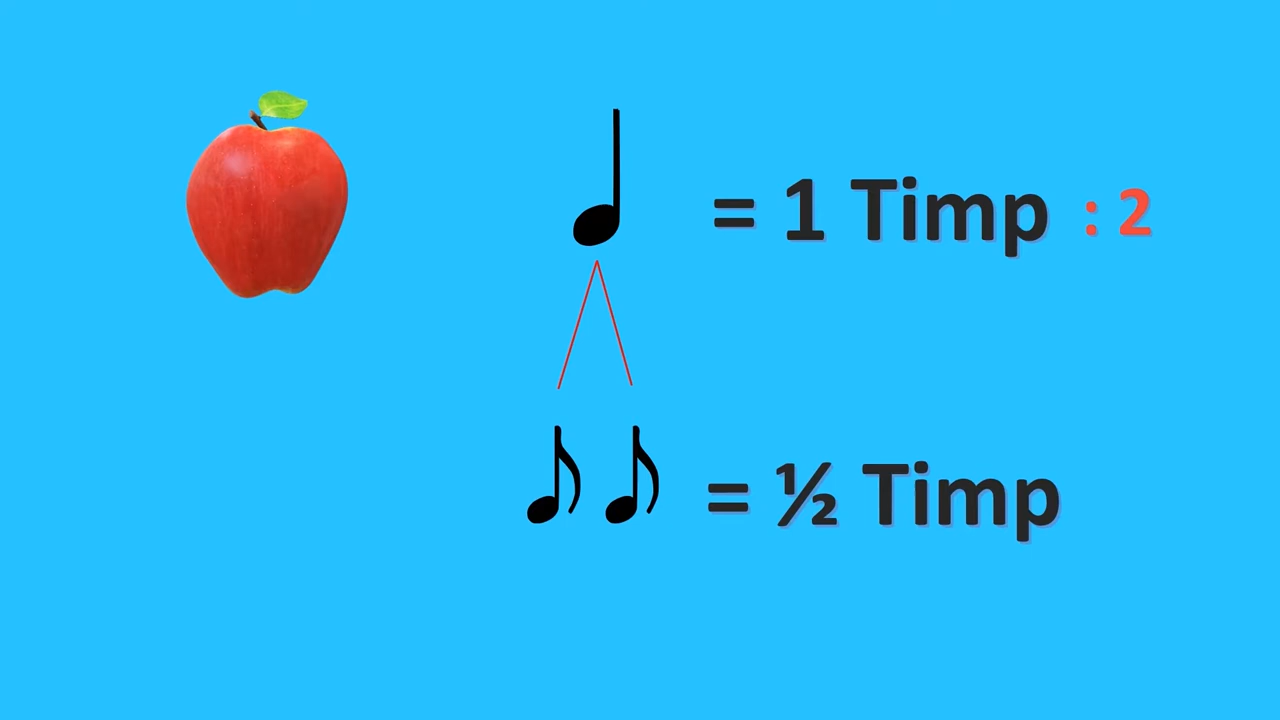 = 1 Timp : 2
= ½ Timp